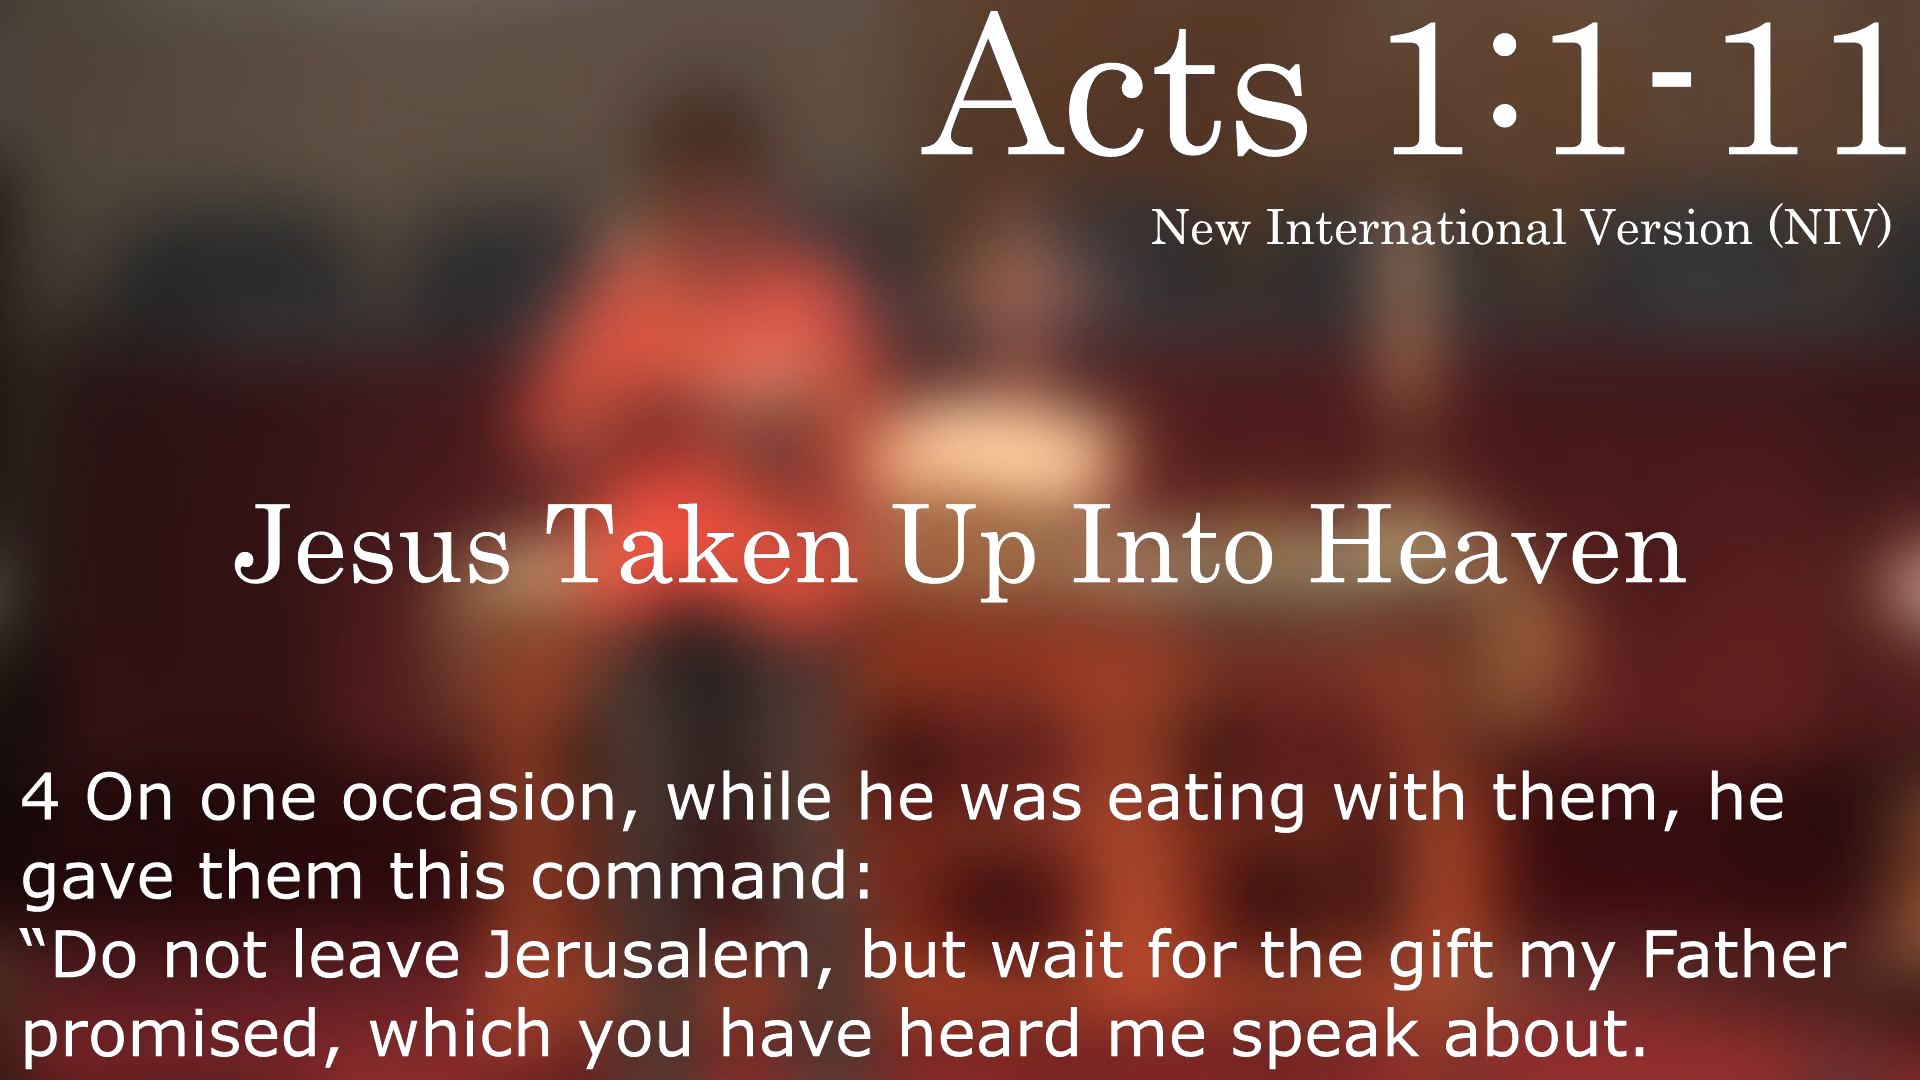 Acts 1:1-11
New International Version (NIV)
Jesus Taken Up Into Heaven
4 On one occasion, while he was eating with them, he
gave them this command:
“Do not leave Jerusalem, but wait for the gift my Father
promised, which you have heard me speak about.